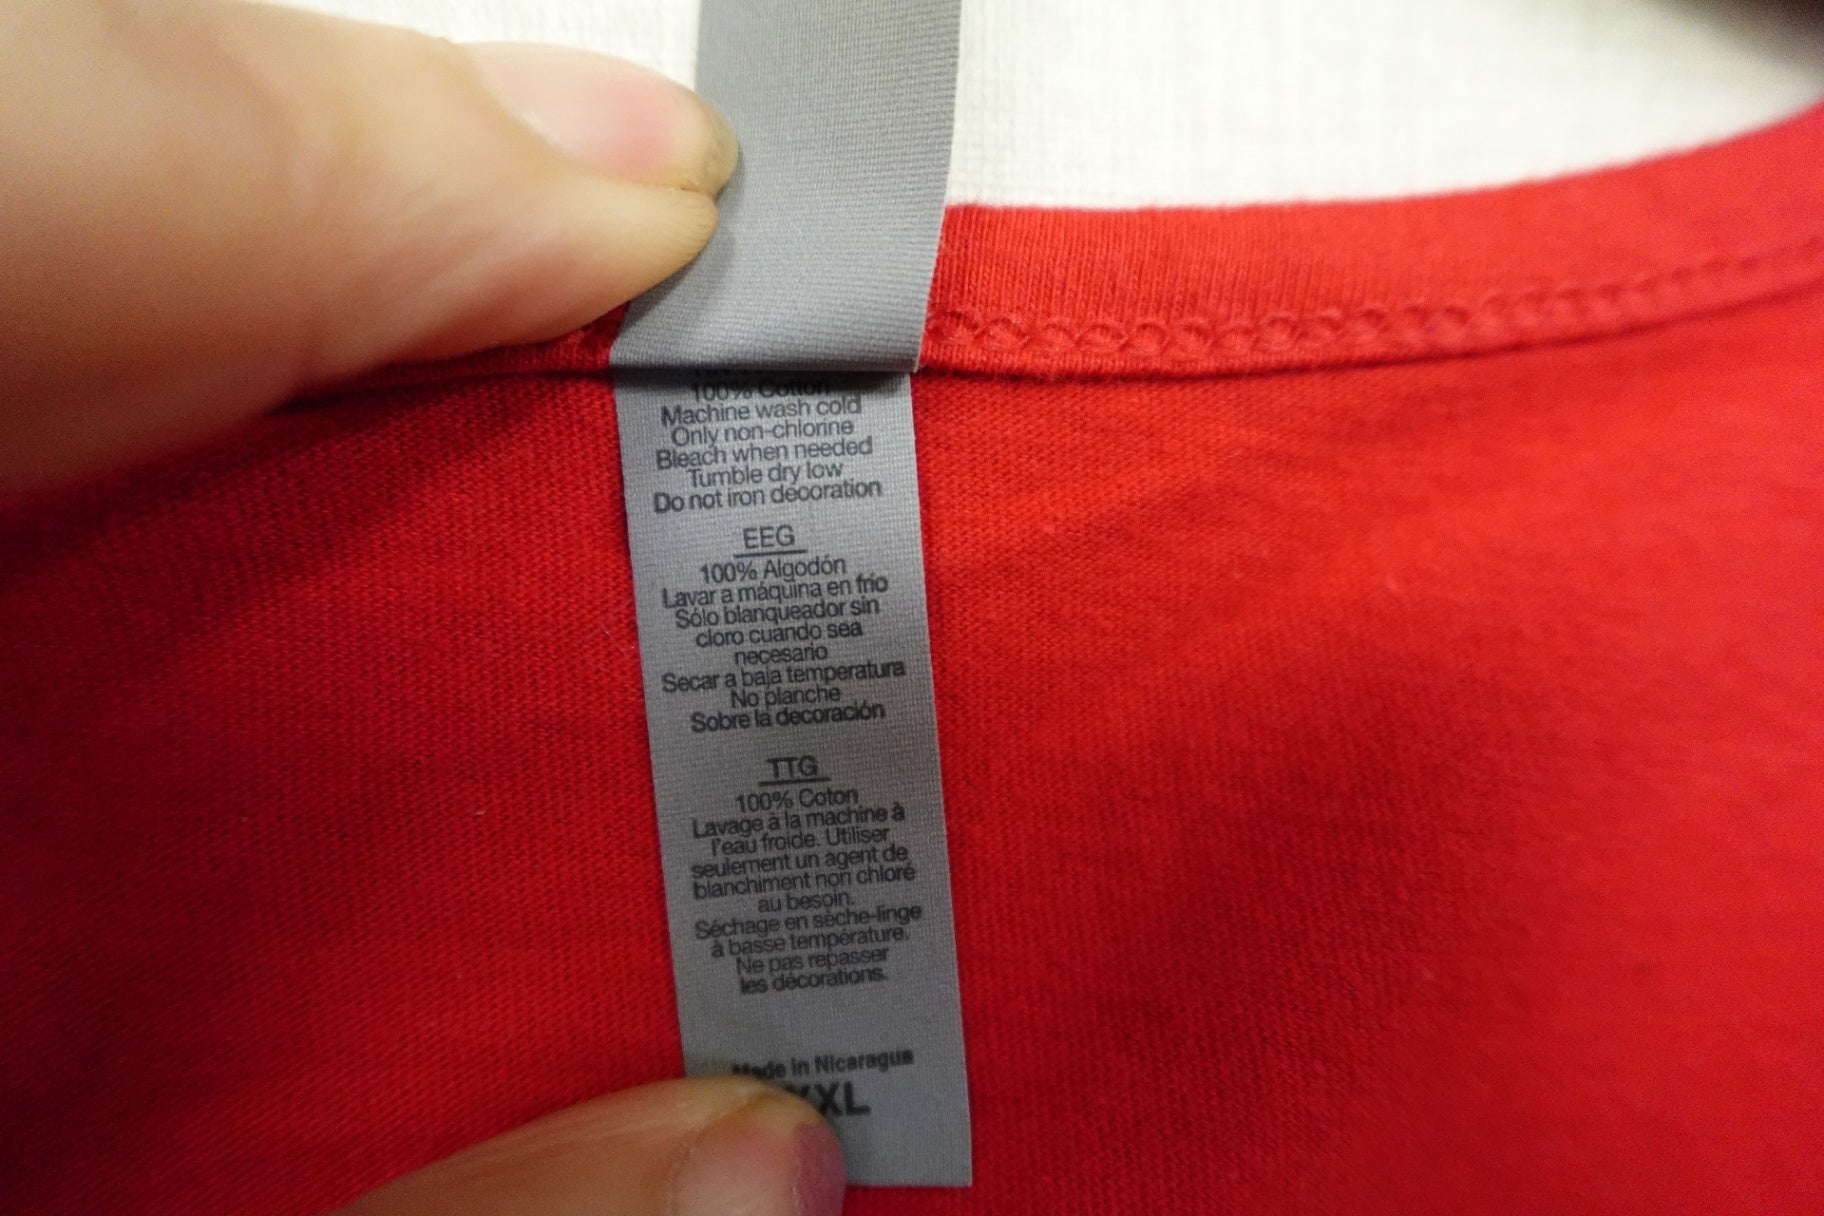 100% Cotton
Machine wash cold
Only non-chlorine
Bleach when needed
Tumble dry low
Do not iron decoration
EEG
100% Algodón
Lavar a máquina en frío
Sólo blanqueador sin
cloro cuando sea
necesario
Secar a baja temperatura
No planche
Sobre la decoración
TTG
100% Coton
Lavage à la machine à
l'eau froide. Utiliser
seulement un agent de
blanchiment non chloré
au besoin.
Séchage en sèche-linge
à basse température.
Ne pas repasser
les décorations.
Made in Nicaragua